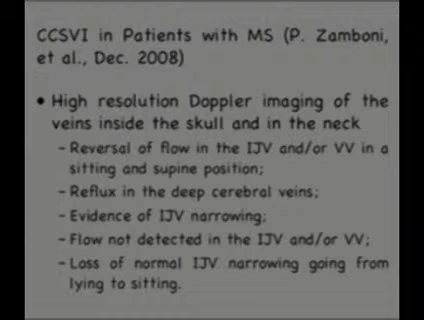 CCSVI in Patients with MS (P. Zamboni,
et al., Dec. 2008)
• High resolution Doppler imaging of the
veins inside the skull and in the neck
- Reversal of flow in the IJV and/or VV in a
sitting and supine position;
- Reflux in the deep cerebral veins;
- Evidence of IJV narrowing;
- Flow not detected in the IJV and/or VV;
- Loss of normal IJV narrowing going from
lying to sitting.